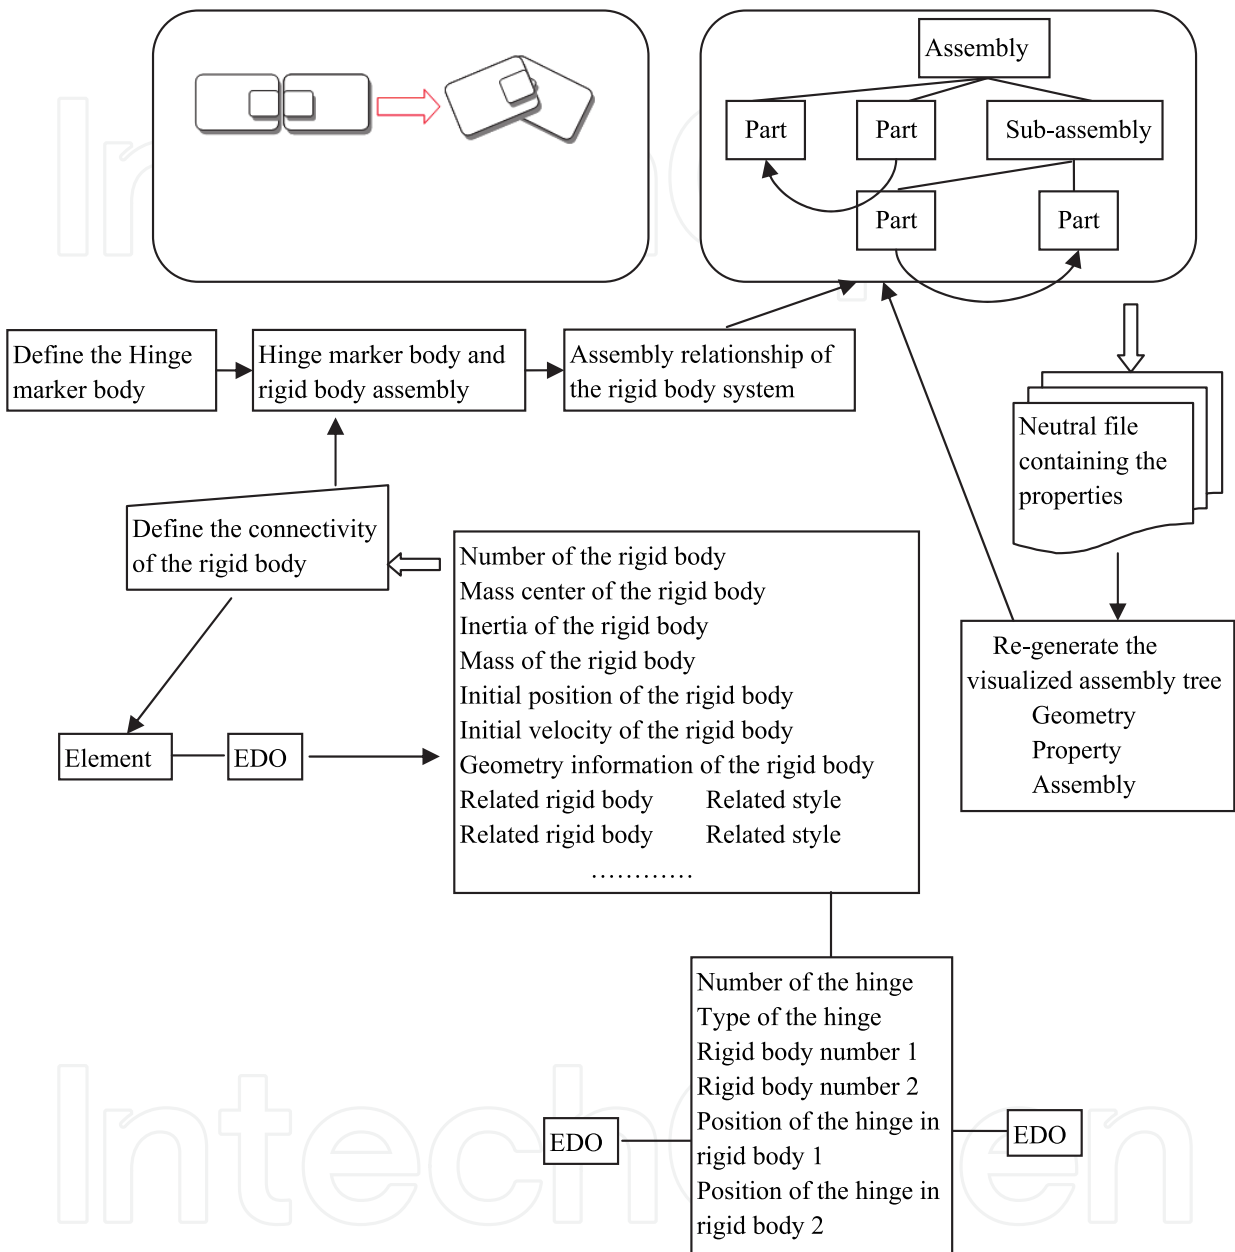 Assembly
Part
Part
Sub-assembly
Part
Part
Define the Hinge
marker body
Hinge marker body and
rigid body assembly
Assembly relationship of
the rigid body system
Neutral file
containing the
properties
Define the connectivity
of the rigid body
Number of the rigid body
Mass center of the rigid body
Inertia of the rigid body
Mass of the rigid body
Initial position of the rigid body
Initial velocity of the rigid body
Geometry information of the rigid body
Related rigid body Related style
Related rigid body Related style
............
Re-generate the
visualized assembly tree
Geometry
Property
Assembly
Element
EDO
Number of the hinge
Type of the hinge
Rigid body number 1
Rigid body number 2
Position of the hinge in
rigid body 1
Position of the hinge in
rigid body 2
EDO
EDO
IntechOpen
IntechOpen